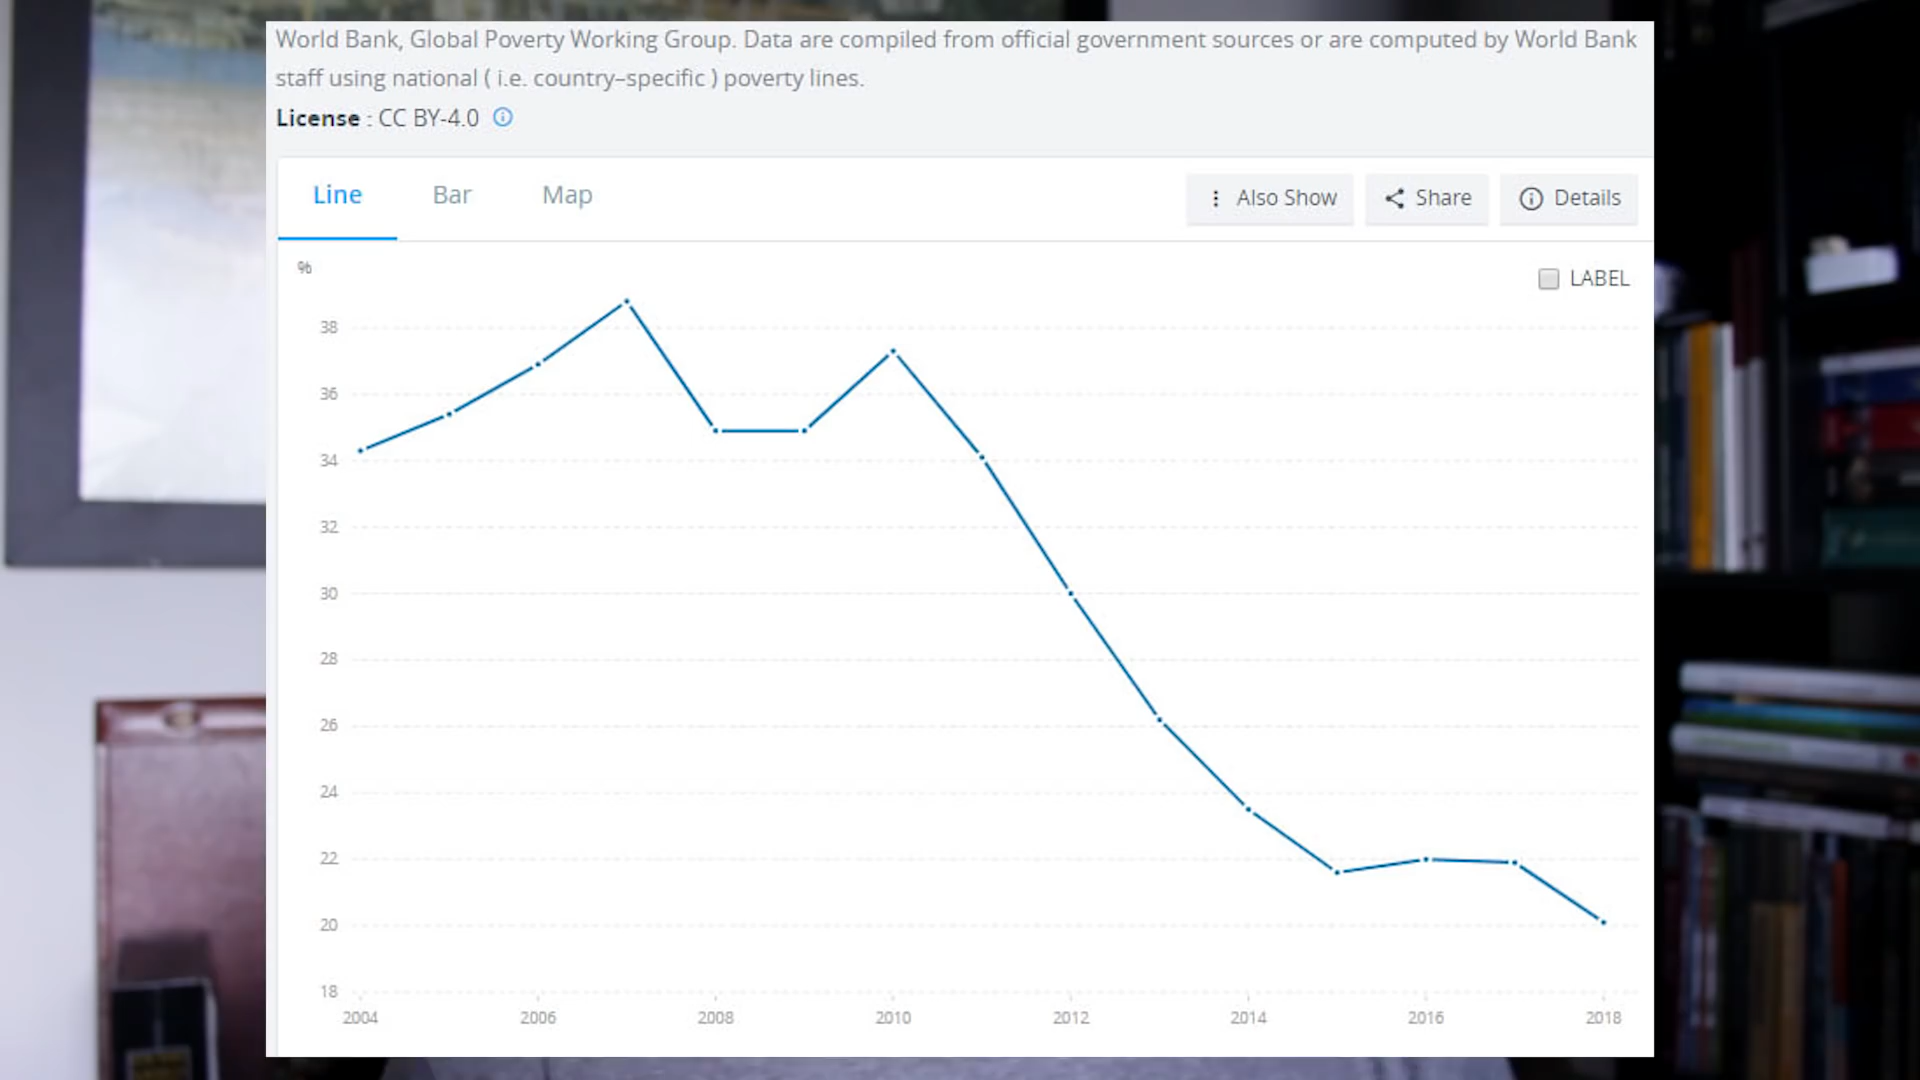 World Bank, Global Poverty Working Group. Data are compiled from official government sources or are computed by World Bank
staff using national ( i.e. country–specific ) poverty lines.
License : CC BY-4.0
Line Bar Map Also Show Share Details
%
LABEL
38
36
34
32
30
28
26
24
22
20
18
2004 2006 2008 2010 2012 2014 2016 2018